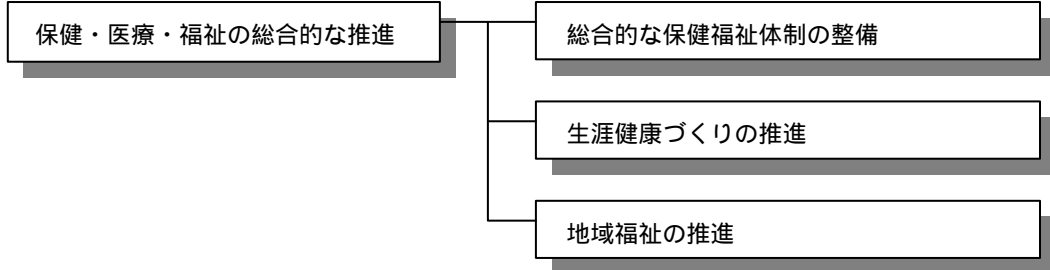 保健・医療・福祉の総合的な推進
総合的な保健福祉体制の整備
生涯健康づくりの推進
地域福祉の推進